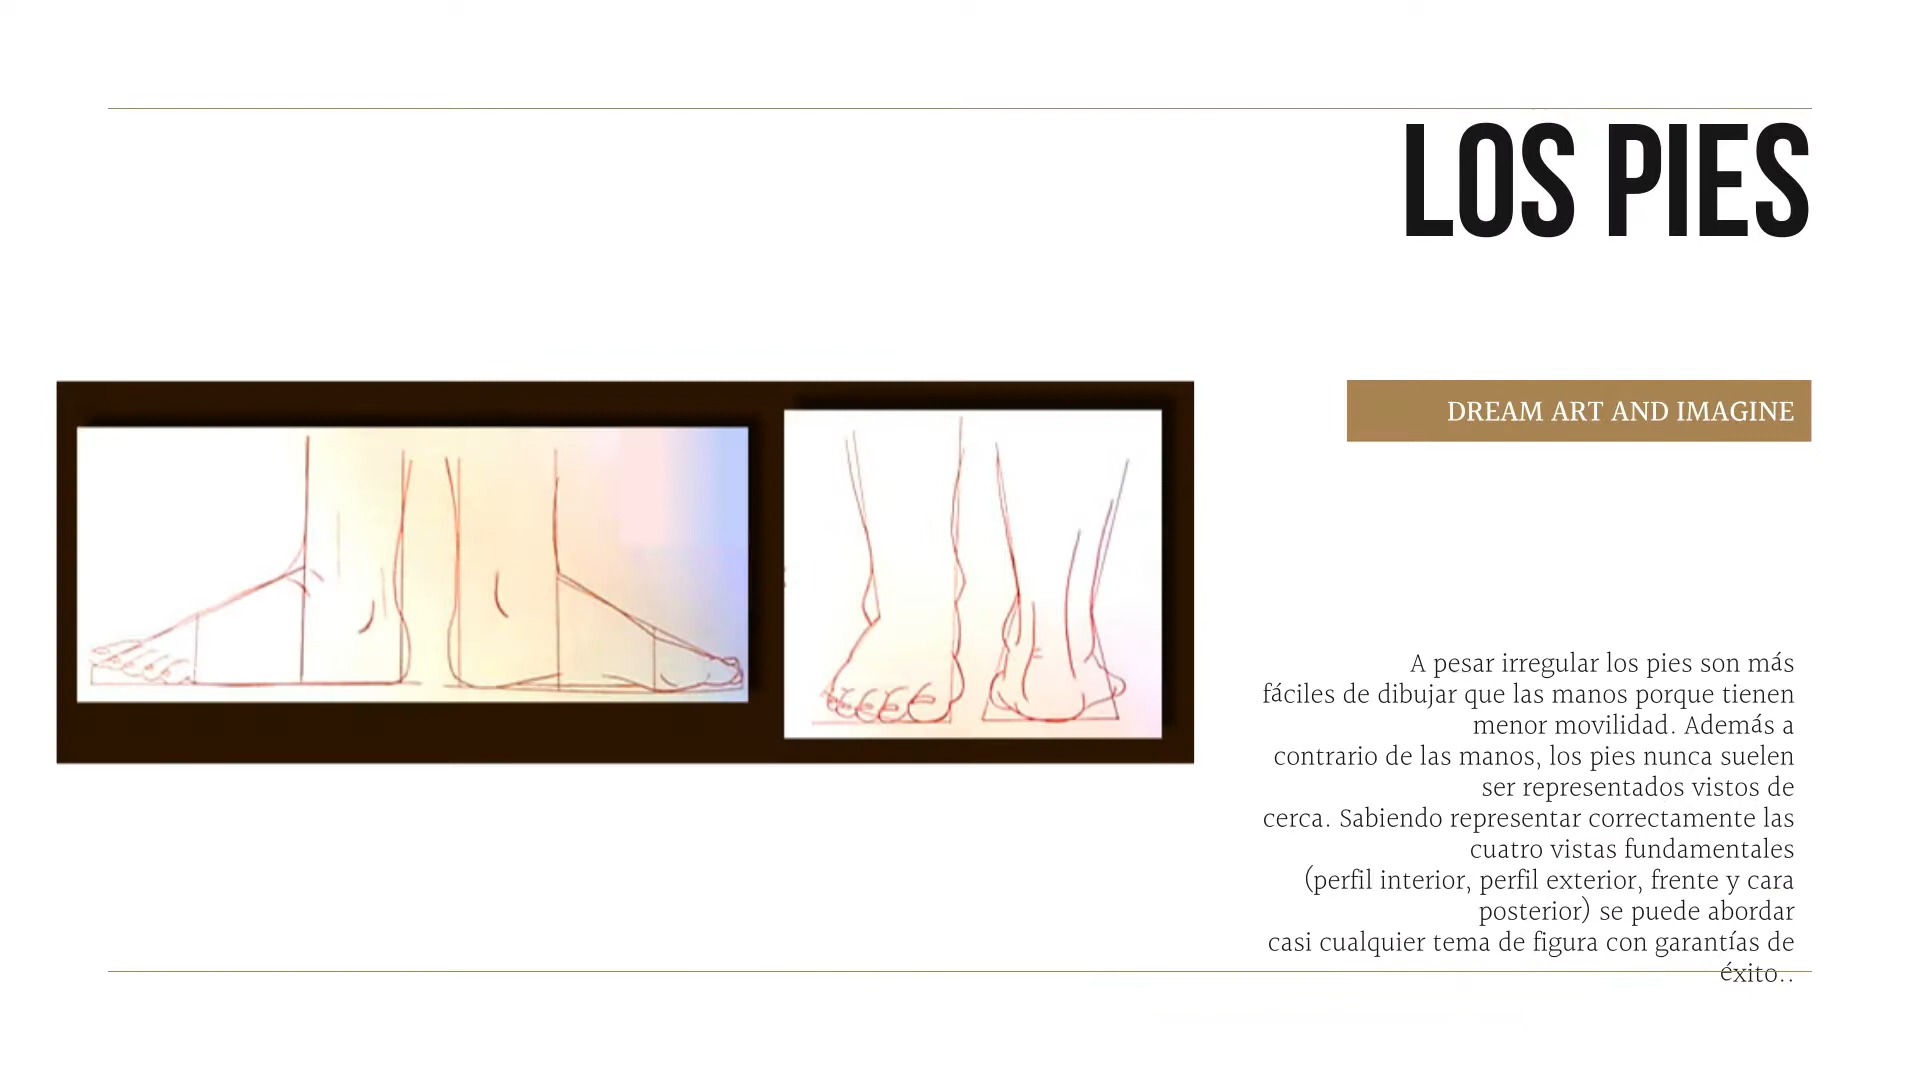 LOS PIES
DREAM ART AND IMAGINE
A pesar irregular los pies son más
fáciles de dibujar que las manos porque tienen
menor movilidad. Además a
contrario de las manos, los pies nunca suelen
ser representados vistos de
cerca. Sabiendo representar correctamente las
cuatro vistas fundamentales
(perfil interior, perfil exterior, frente y cara
posterior) se puede abordar
casi cualquier tema de figura con garantías de
éxito..